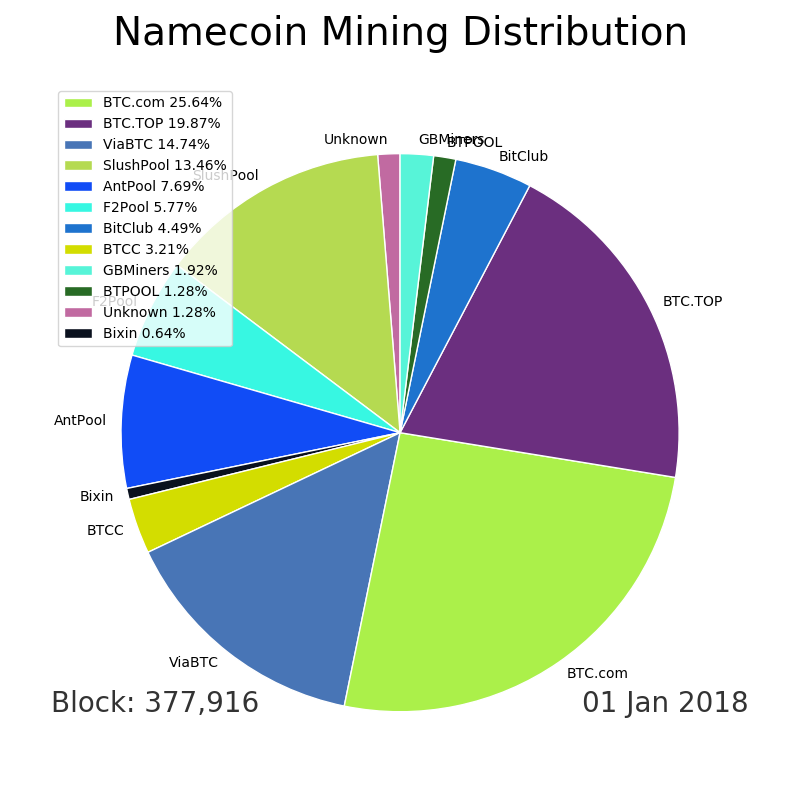 Namecoin Mining Distribution
BTC.com 25.64%
BTC.TOP 19.87%
ViaBTC 14.74%
SlushPool 13.46%
AntPool 7.69%
F2Pool 5.77%
BitClub 4.49%
BTCC 3.21%
GBMiners 1.92%
BTPOOL 1.28%
Unknown 1.28%
Bixin 0.64%
Unknown
GBMiners
BTPOOL
BitClub
SlushPool
BTC.TOP
F2Pool
AntPool
Bixin
BTCC
ViaBTC
BTC.com
Block: 377,916
01 Jan 2018